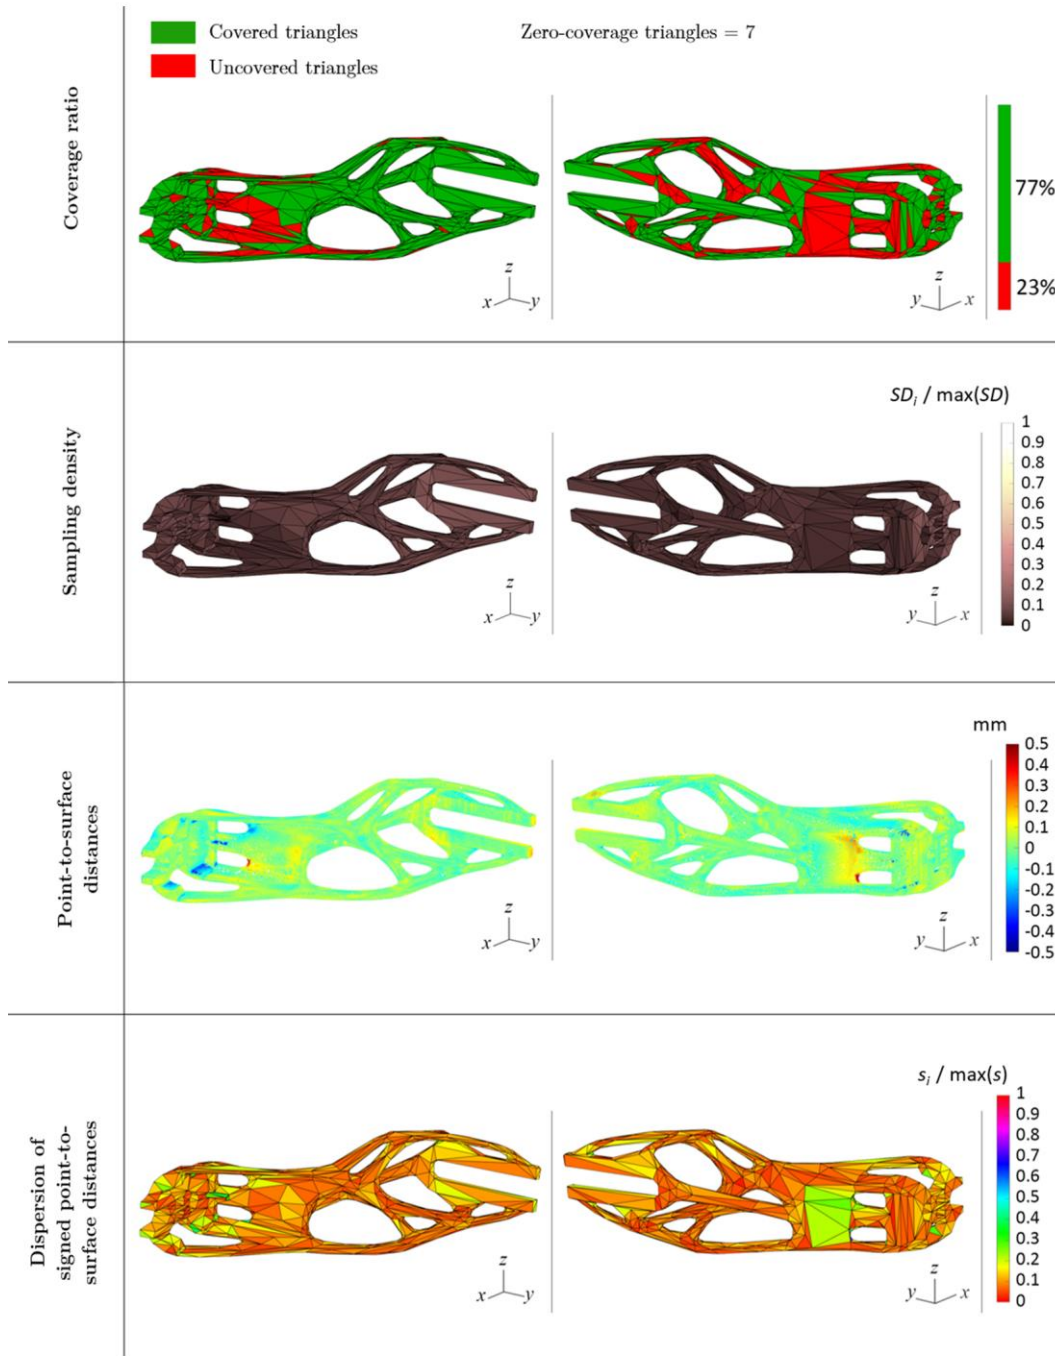 Covered triangles
Zero-coverage triangles = 7
Uncovered triangles
Coverage ratio
77%
23%
z
x
y
z
y
x
Sampling density
SDi / max(SD)
1
0.9
0.8
0.7
0.6
0.5
0.4
0.3
0.2
0.1
0
z
x
y
z
y
x
Point-to-surface
distances
mm
0.5
0.4
0.3
0.2
0.1
0
-0.1
-0.2
-0.3
-0.4
-0.5
z
x
y
z
y
x
Dispersion of
signed point-to-
surface distances
si / max(s)
1
0.9
0.8
0.7
0.6
0.5
0.4
0.3
0.2
0.1
0
z
x
y
z
y
x